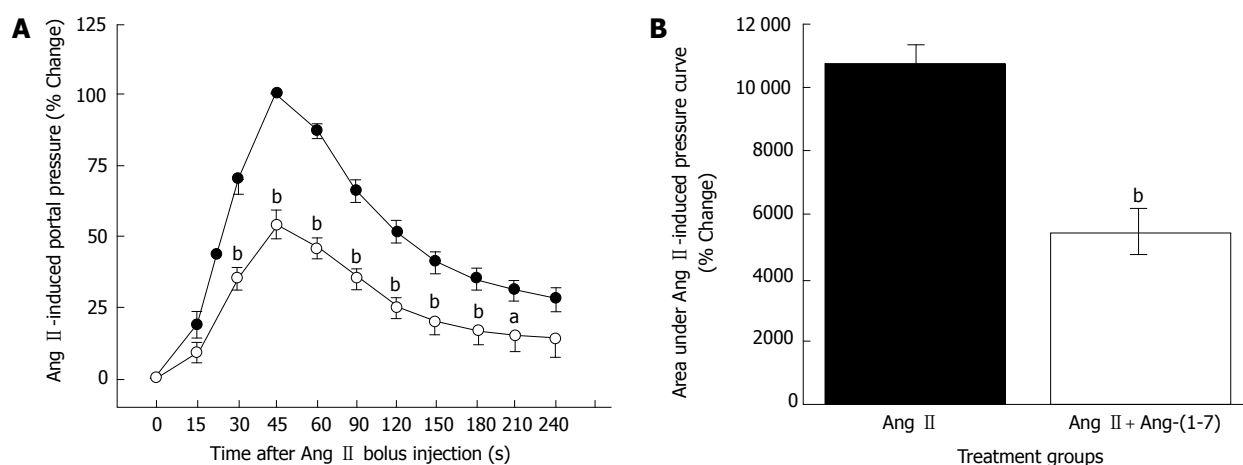 A
Ang Ⅱ-induced portal pressure (% Change)
125
100
75
50
25
0
b
b
b
b
b
b
b
a
0 15 30 45 60 90 120 150 180 210 240
Time after Ang Ⅱ bolus injection (s)
B
Area under Ang Ⅱ-induced pressure curve
(% Change)
12 000
10 000
8000
6000
4000
2000
0
b
Ang Ⅱ Ang Ⅱ + Ang-(1-7)
Treatment groups